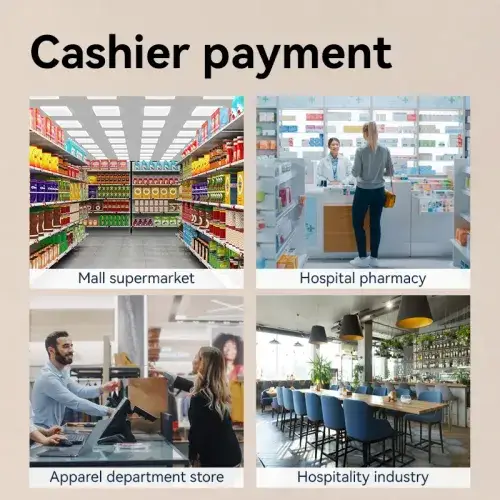 Cashier payment
Mall supermarket
Hospital pharmacy
Apparel department store
Hospitality industry